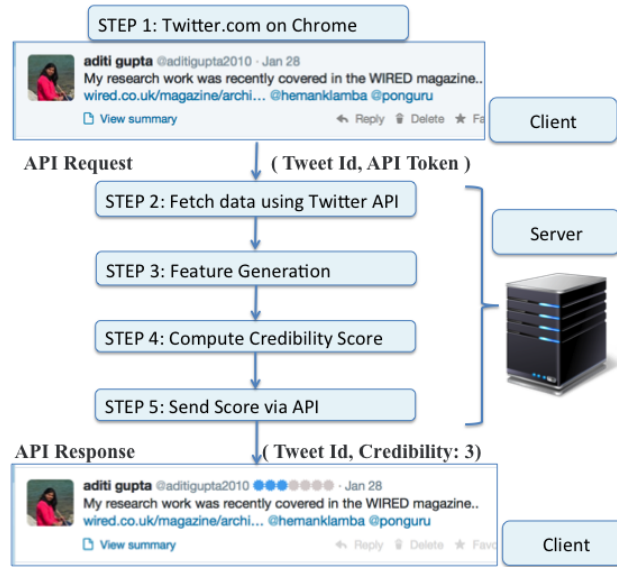 STEP 1: Twitter.com on Chrome
aditi gupta @aditigupta2010 · Jan 28
My research work was recently covered in the WIRED magazine..
wired.co.uk/magazine/archi... @hemanklamba @ponguru
View summary Reply Delete Fa
Client
API Request ( Tweet Id, API Token )
STEP 2: Fetch data using Twitter API
Server
STEP 3: Feature Generation
STEP 4: Compute Credibility Score
STEP 5: Send Score via API
API Response ( Tweet Id, Credibility: 3)
aditi gupta @aditigupta2010 · Jan 28
My research work was recently covered in the WIRED magazine..
wired.co.uk/magazine/archi... @hemanklamba @ponguru
View summary Reply Delete Favo
Client